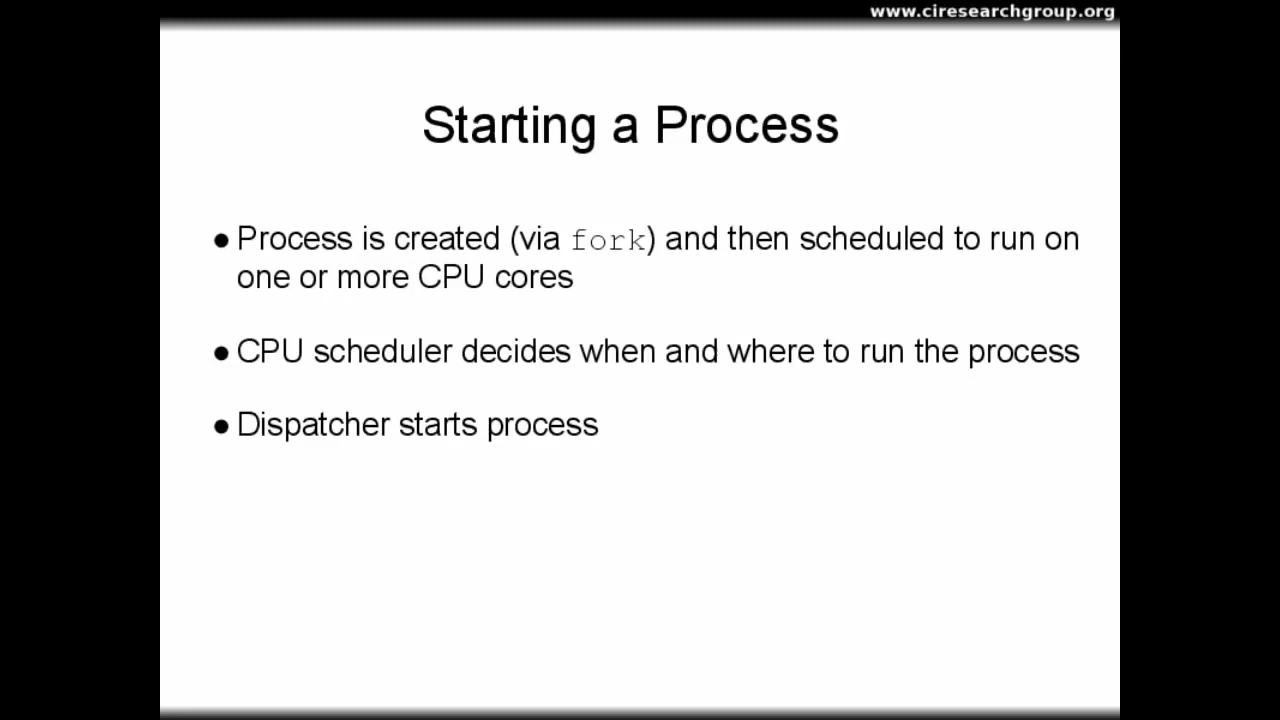 www.ciresearchgroup.org
Starting a Process
● Process is created (via fork) and then scheduled to run on
one or more CPU cores
● CPU scheduler decides when and where to run the process
● Dispatcher starts process